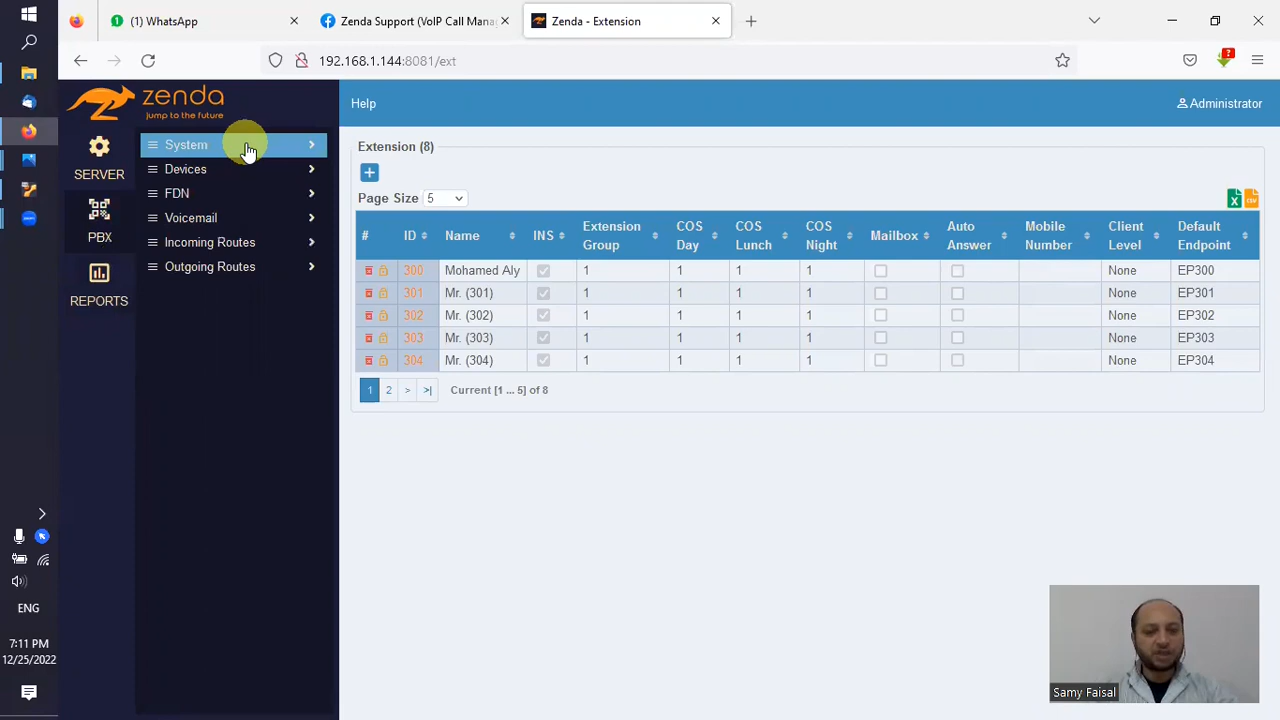 (1) WhatsApp
Zenda Support (VoIP Call Mana
Zenda - Extension
192.168.1.144:8081/ext
zenda
jump to the future
Help
Administrator
SERVER
PBX
REPORTS
System
Devices
FDN
Voicemail
Incoming Routes
Outgoing Routes
Extension (8)
Page Size 5
# ID Name INS Extension Group COS Day COS Lunch COS Night Mailbox Auto Answer Mobile Number Client Level Default Endpoint
300 Mohamed Aly 1 1 1 1 None EP300
301 Mr. (301) 1 1 1 1 None EP301
302 Mr. (302) 1 1 1 1 None EP302
303 Mr. (303) 1 1 1 1 None EP303
304 Mr. (304) 1 1 1 1 None EP304
1 2 > >| Current [1 ... 5] of 8
ENG
7:11 PM
12/25/2022
Samy Faisal